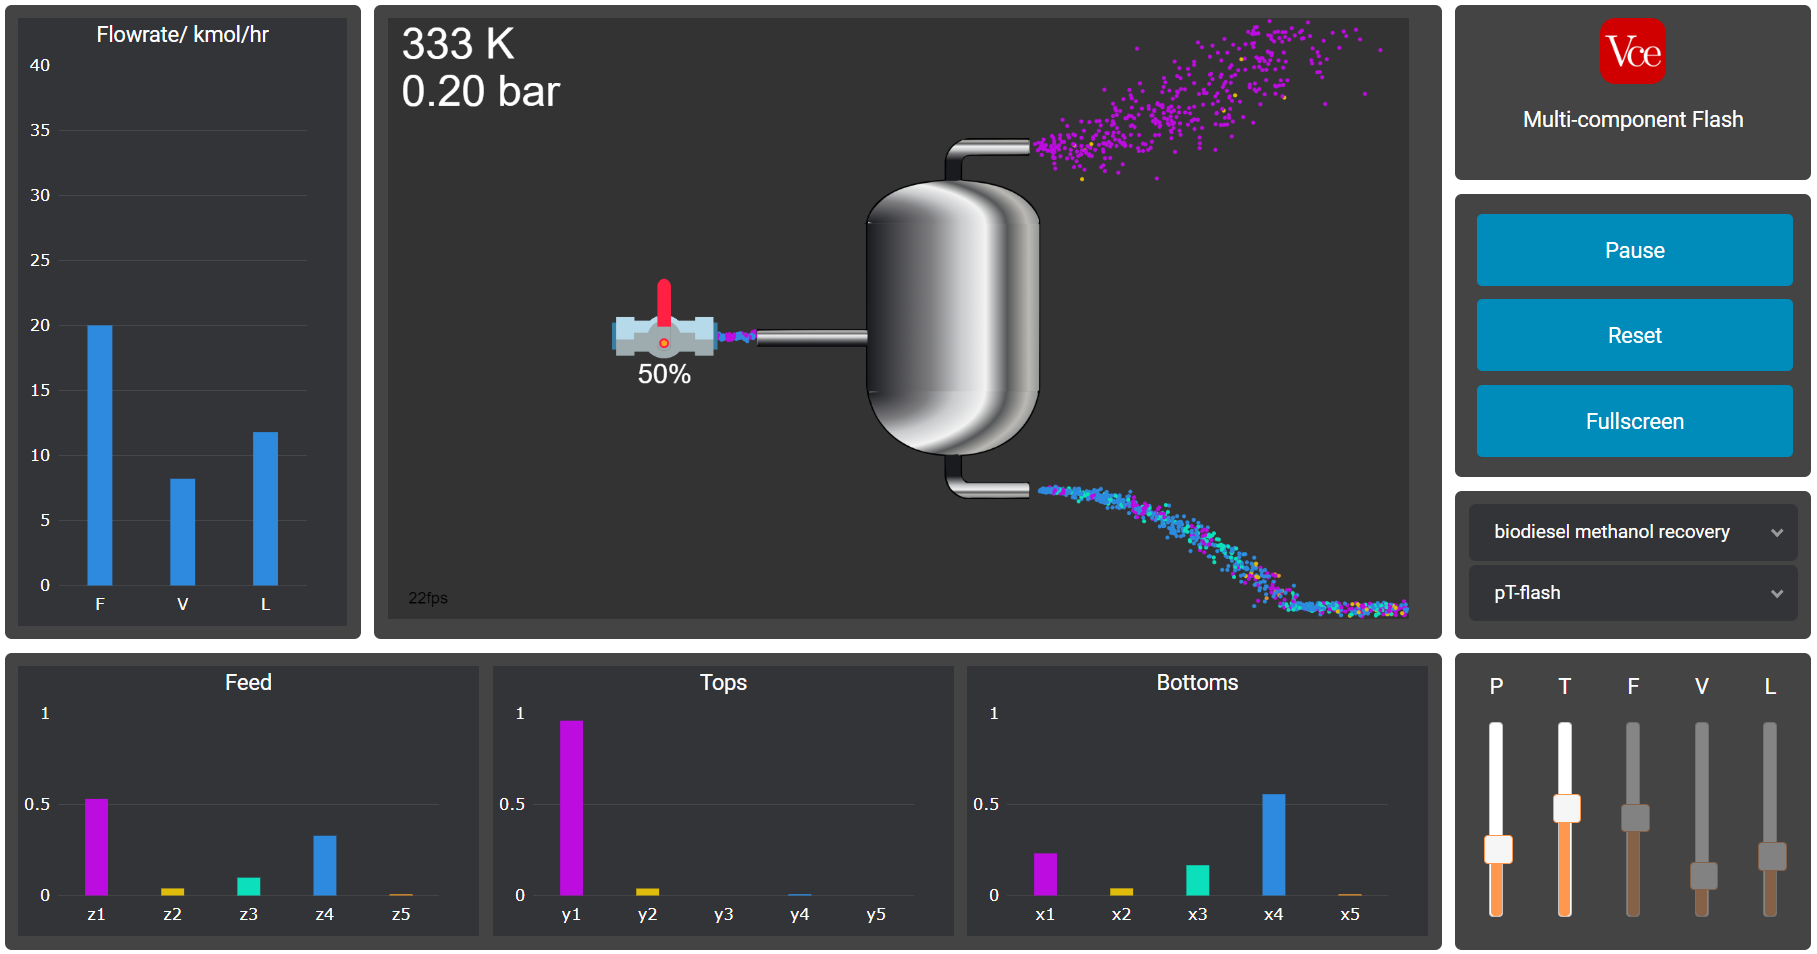 Flowrate/ kmol/hr
40
35
30
25
20
15
10
5
0
F V L
333 K
0.20 bar
50%
22fps
Vce
Multi-component Flash
Pause
Reset
Fullscreen
biodiesel methanol recovery
pT-flash
Feed
1
0.5
0
z1 z2 z3 z4 z5
Tops
1
0.5
0
y1 y2 y3 y4 y5
Bottoms
1
0.5
0
x1 x2 x3 x4 x5
P T F V L